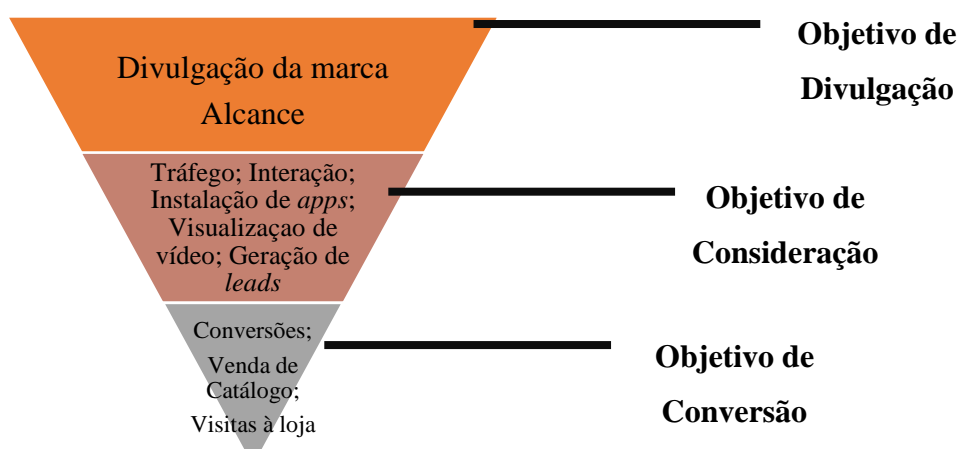 Divulgação da marca
Alcance
Objetivo de
Divulgação
Tráfego; Interação;
Instalação de apps;
Visualizaçao de
vídeo; Geração de
leads
Objetivo de
Consideração
Conversões;
Venda de
Catálogo;
Visitas à loja
Objetivo de
Conversão